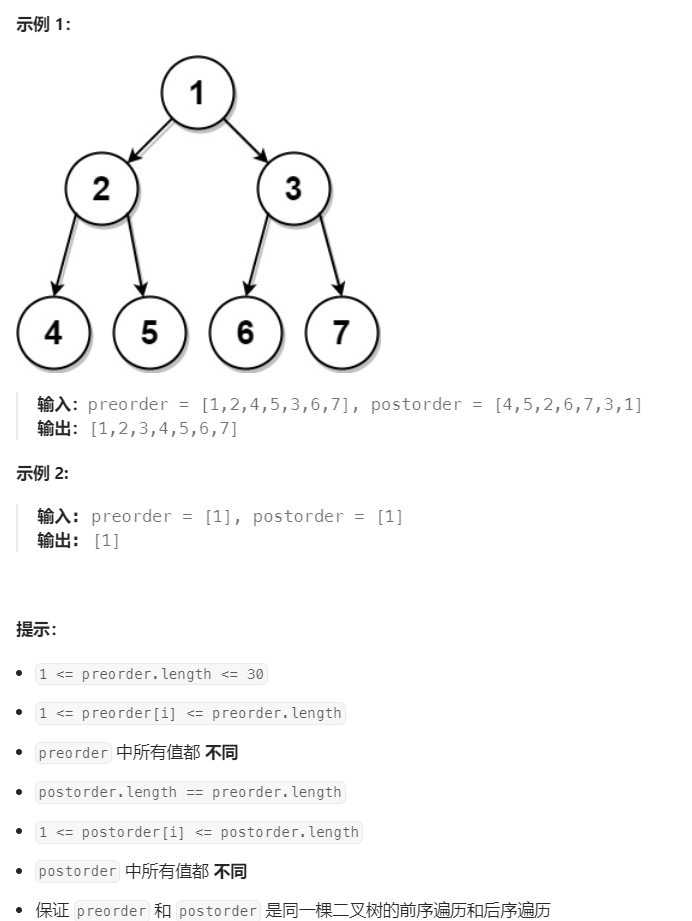 示例 1：
1
2
3
4
5
6
7
输入：preorder = [1,2,4,5,3,6,7], postorder = [4,5,2,6,7,3,1]
输出：[1,2,3,4,5,6,7]
示例 2:
输入: preorder = [1], postorder = [1]
输出: [1]
提示：
1 <= preorder.length <= 30
1 <= preorder[i] <= preorder.length
preorder 中所有值都 不同
postorder.length == preorder.length
1 <= postorder[i] <= postorder.length
postorder 中所有值都 不同
保证 preorder 和 postorder 是同一棵二叉树的前序遍历和后序遍历